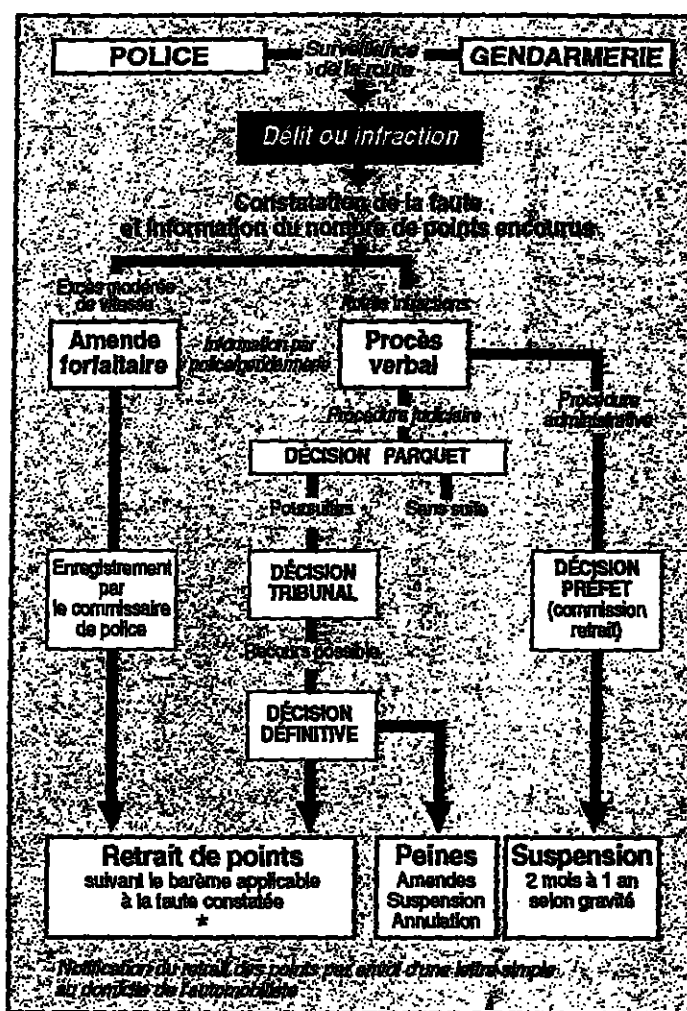 POLICE
Surveillance
de la route
GENDARMERIE
Délit ou infraction
Constatation de la faute
et information du nombre de points encourus
Excès modérée
de vitesse
Autres infractions
Amende
forfaitaire
Information par
police/gendarmerie
Procès
verbal
Procédure judiciaire
Procédure
administrative
DÉCISION PARQUET
Poursuites
Sans suite
Enregistrement
par
le commissaire
de police
DÉCISION
TRIBUNAL
DÉCISION
PRÉFET
(commission
retrait)
Recours possible
DÉCISION
DÉFINITIVE
Retrait de points
suivant le barème applicable
à la faute constatée
*
Peines
Amendes
Suspension
Annulation
Suspension
2 mois à 1 an
selon gravité
* Notification du retrait des points par envoi d'une lettre simple
au domicile de l'automobiliste